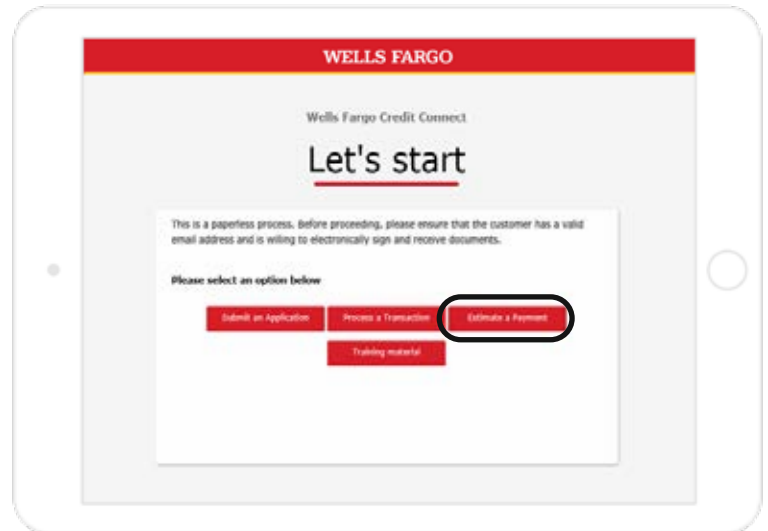 WELLS FARGO
Wells Fargo Credit Connect
Let's start
This is a paperless process. Before proceeding, please ensure that the customer has a valid
email address and is willing to electronically sign and receive documents.
Please select an option below
Submit an Application Process a Transaction Estimate a Payment
Training material